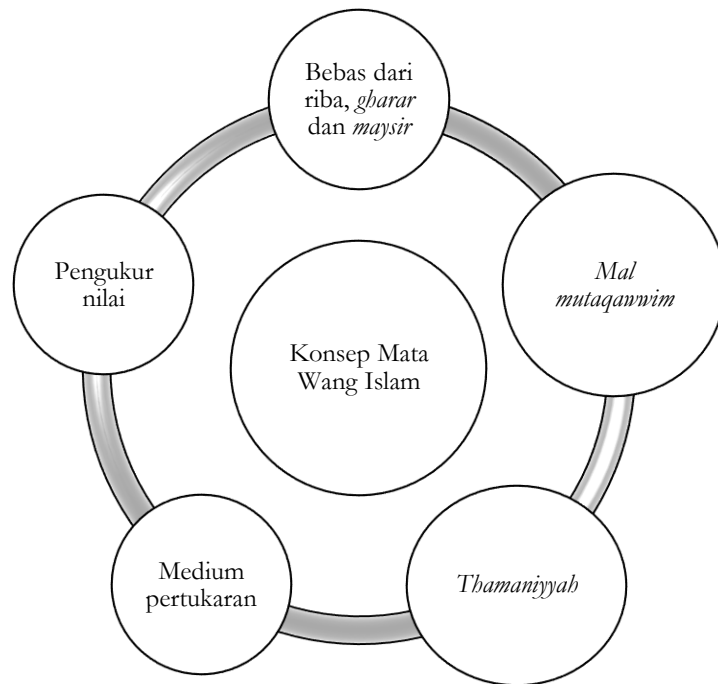 Bebas dari
riba, gharar
dan maysir
Mal
mutaqawwim
Thamaniyyah
Medium
pertukaran
Pengukur
nilai
Konsep Mata
Wang Islam